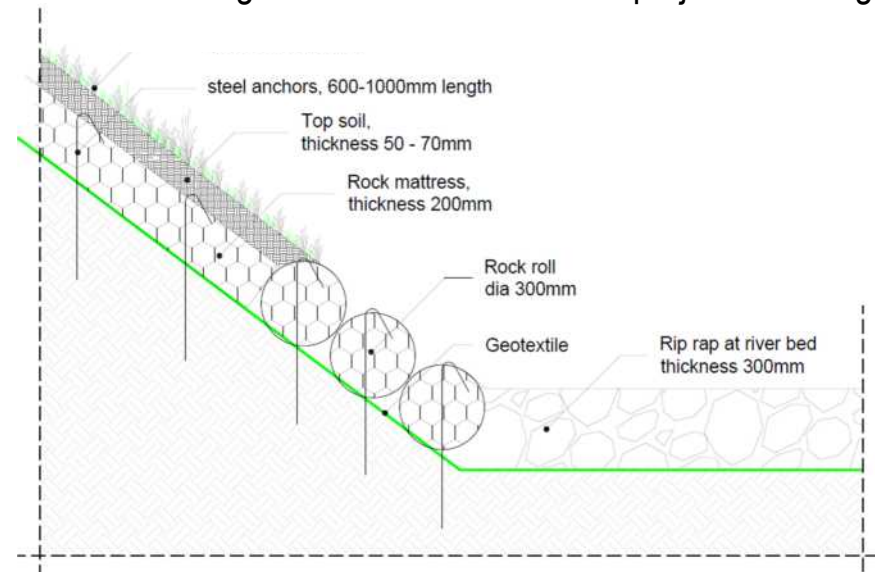 steel anchors, 600-1000mm length
Top soil,
thickness 50 - 70mm
Rock mattress,
thickness 200mm
Rock roll
dia 300mm
Geotextile
Rip rap at river bed
thickness 300mm